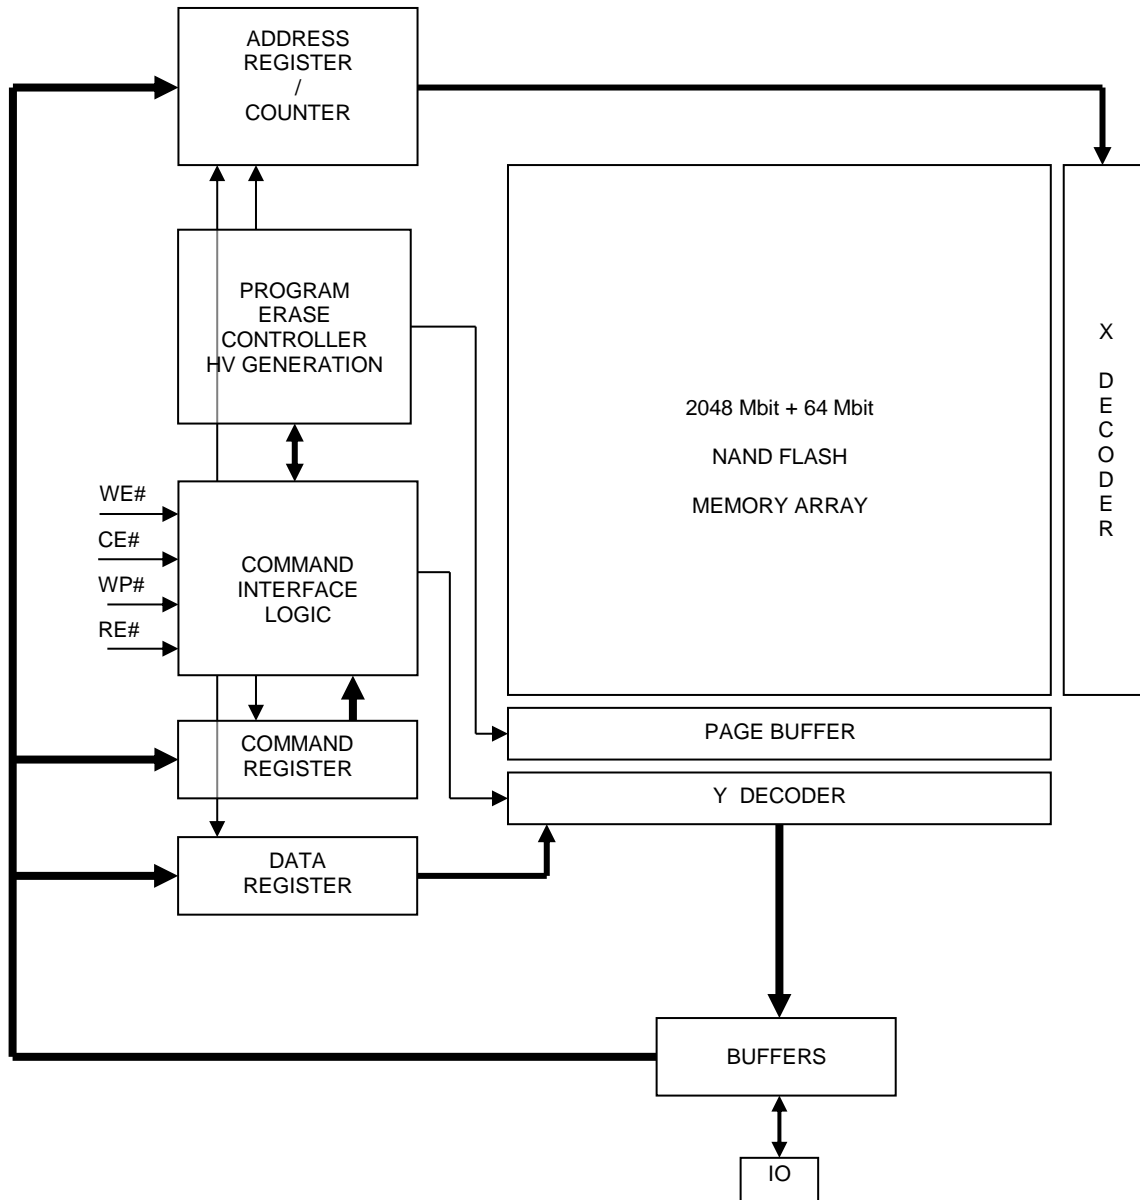 ADDRESS
REGISTER
/
COUNTER
PROGRAM
ERASE
CONTROLLER
HV GENERATION
2048 Mbit + 64 Mbit
NAND FLASH
MEMORY ARRAY
X DECODER
WE#
CE#
WP#
RE#
COMMAND
INTERFACE
LOGIC
COMMAND
REGISTER
PAGE BUFFER
Y DECODER
DATA
REGISTER
BUFFERS
IO